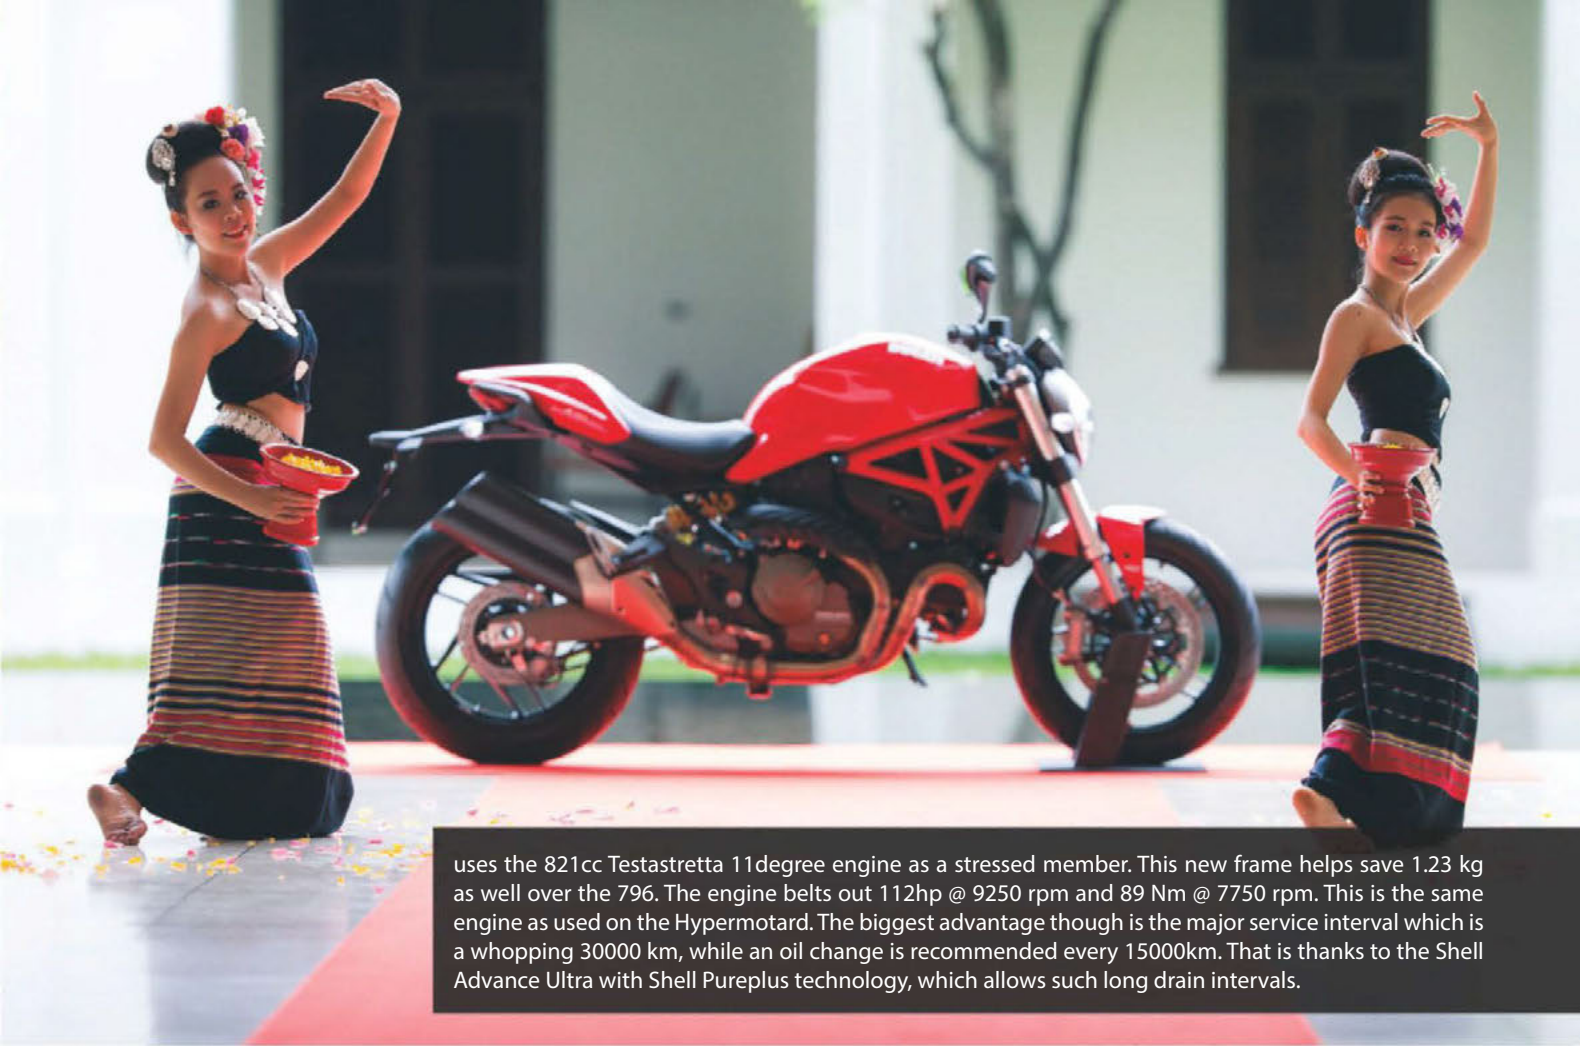 uses the 821cc Testastretta 11degree engine as a stressed member. This new frame helps save 1.23 kg
as well over the 796. The engine belts out 112hp @ 9250 rpm and 89 Nm @ 7750 rpm. This is the same
engine as used on the Hypermotard. The biggest advantage though is the major service interval which is
a whopping 30000 km, while an oil change is recommended every 15000km. That is thanks to the Shell
Advance Ultra with Shell Pureplus technology, which allows such long drain intervals.